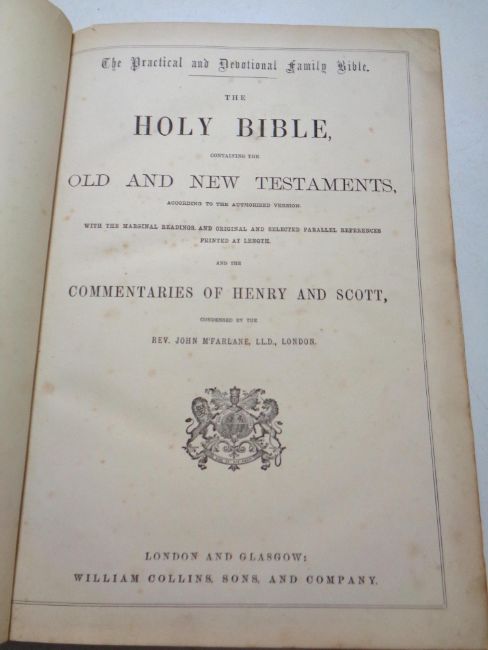 The Practical and Devotional Family Bible.
THE
HOLY BIBLE,
CONTAINING THE
OLD AND NEW TESTAMENTS,
ACCORDING TO THE AUTHORIZED VERSION.
WITH THE MARGINAL READINGS, AND ORIGINAL AND SELECTED PARALLEL REFERENCES
PRINTED AT LENGTH.
AND THE
COMMENTARIES OF HENRY AND SCOTT,
CONDENSED BY THE
REV. JOHN M'FARLANE, LL.D., LONDON.
LONDON AND GLASGOW:
WILLIAM COLLINS, SONS, AND COMPANY.